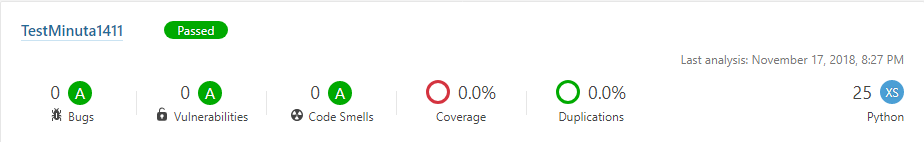 TestMinuta1411 Passed
Last analysis: November 17, 2018, 8:27 PM
0 A 0 A 0 A 0.0% 0.0% 25 XS
Bugs Vulnerabilities Code Smells Coverage Duplications Python